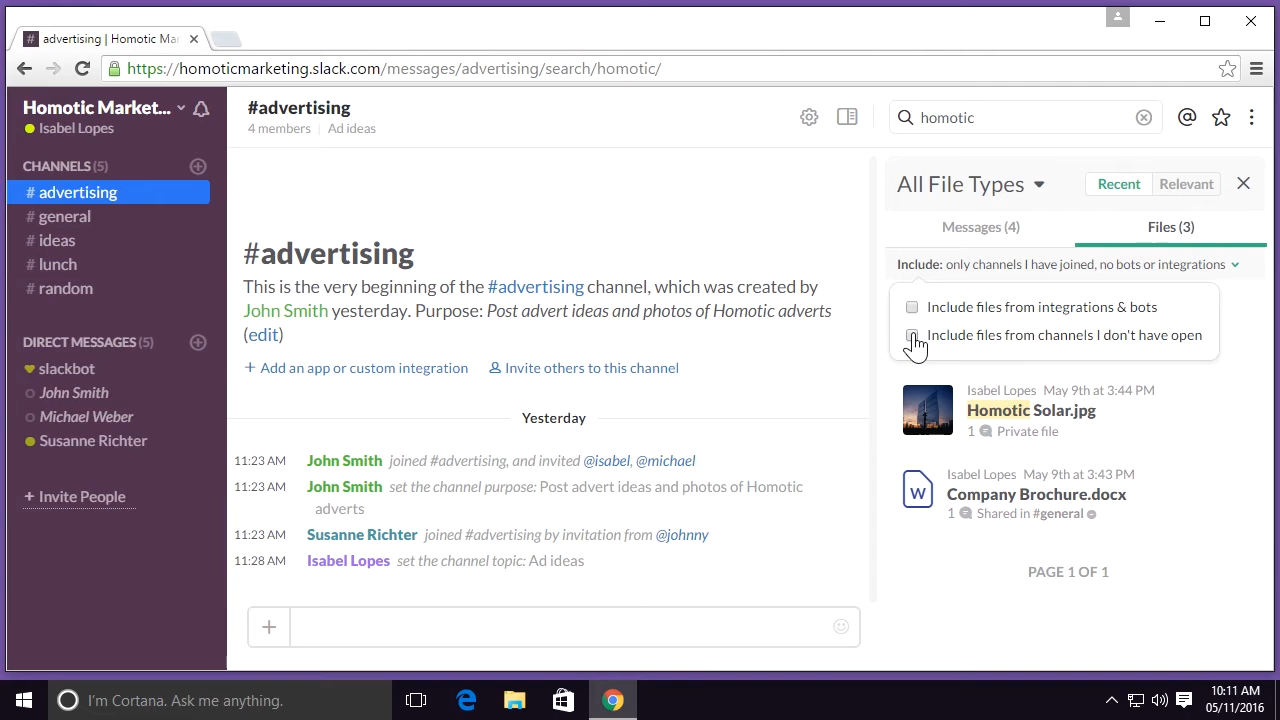 # advertising | Homotic Mar
https://homoticmarketing.slack.com/messages/advertising/search/homotic/
Homotic Market...
Isabel Lopes
CHANNELS (5)
# advertising
# general
# ideas
# lunch
# random
DIRECT MESSAGES (5)
slackbot
John Smith
Michael Weber
Susanne Richter
+ Invite People
#advertising
4 members | Ad ideas
homotic
#advertising
This is the very beginning of the #advertising channel, which was created by
John Smith yesterday. Purpose: Post advert ideas and photos of Homotic adverts
(edit)
+ Add an app or custom integration
Invite others to this channel
Yesterday
11:23 AM John Smith joined #advertising, and invited @isabel, @michael
11:23 AM John Smith set the channel purpose: Post advert ideas and photos of Homotic
adverts
11:23 AM Susanne Richter joined #advertising by invitation from @johnny
11:28 AM Isabel Lopes set the channel topic: Ad ideas
All File Types
Recent
Relevant
Messages (4)
Files (3)
Include: only channels I have joined, no bots or integrations
Include files from integrations & bots
Include files from channels I don't have open
Isabel Lopes May 9th at 3:44 PM
Homotic Solar.jpg
1 Private file
W
Isabel Lopes May 9th at 3:43 PM
Company Brochure.docx
1 Shared in #general
PAGE 1 OF 1
I'm Cortana. Ask me anything.
10:11 AM
05/11/2016